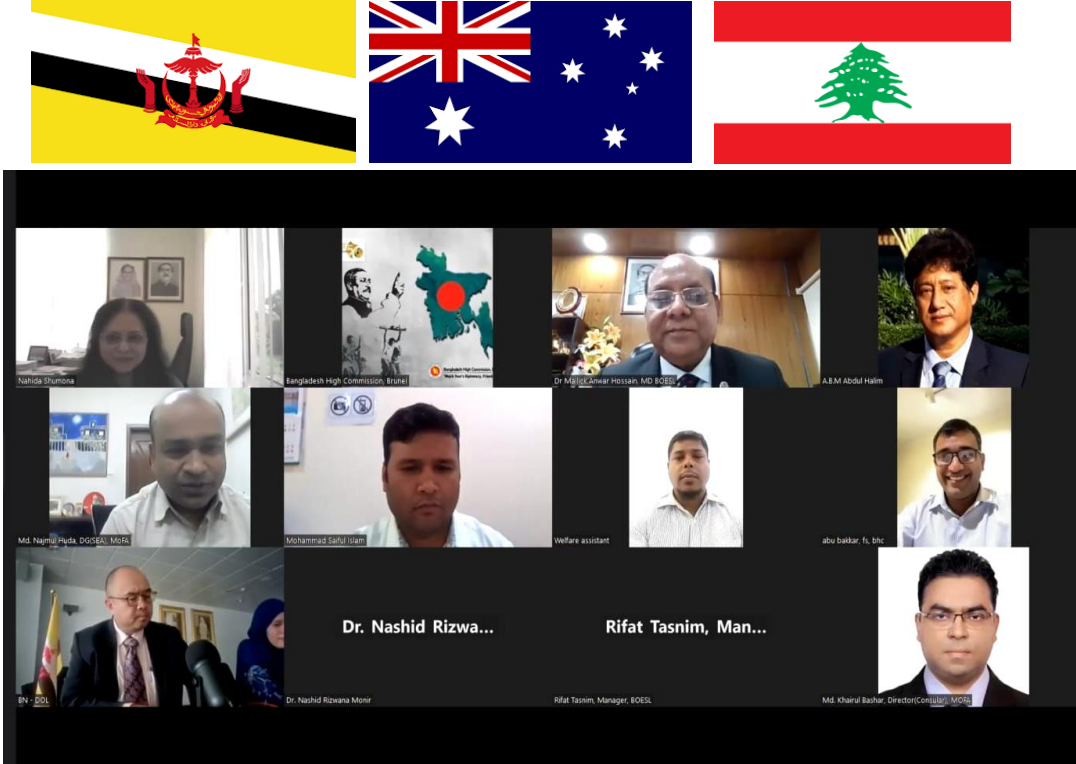 Nahida Shumona
Bangladesh High Commission, Brunei
Dr Mallick Anwar Hossain, MD BOESL
A.B.M Abdul Halim
Md. Najmul Huda, DG(SEA), MoFA
Mohammad Saiful Islam
Welfare assistant
abu bakkar, fs, bhc
BN - DOL
Dr. Nashid Rizwa...
Dr. Nashid Rizwana Monir
Rifat Tasnim, Man...
Rifat Tasnim, Manager, BOESL
Md. Khairul Bashar, Director(Consular), MOFA